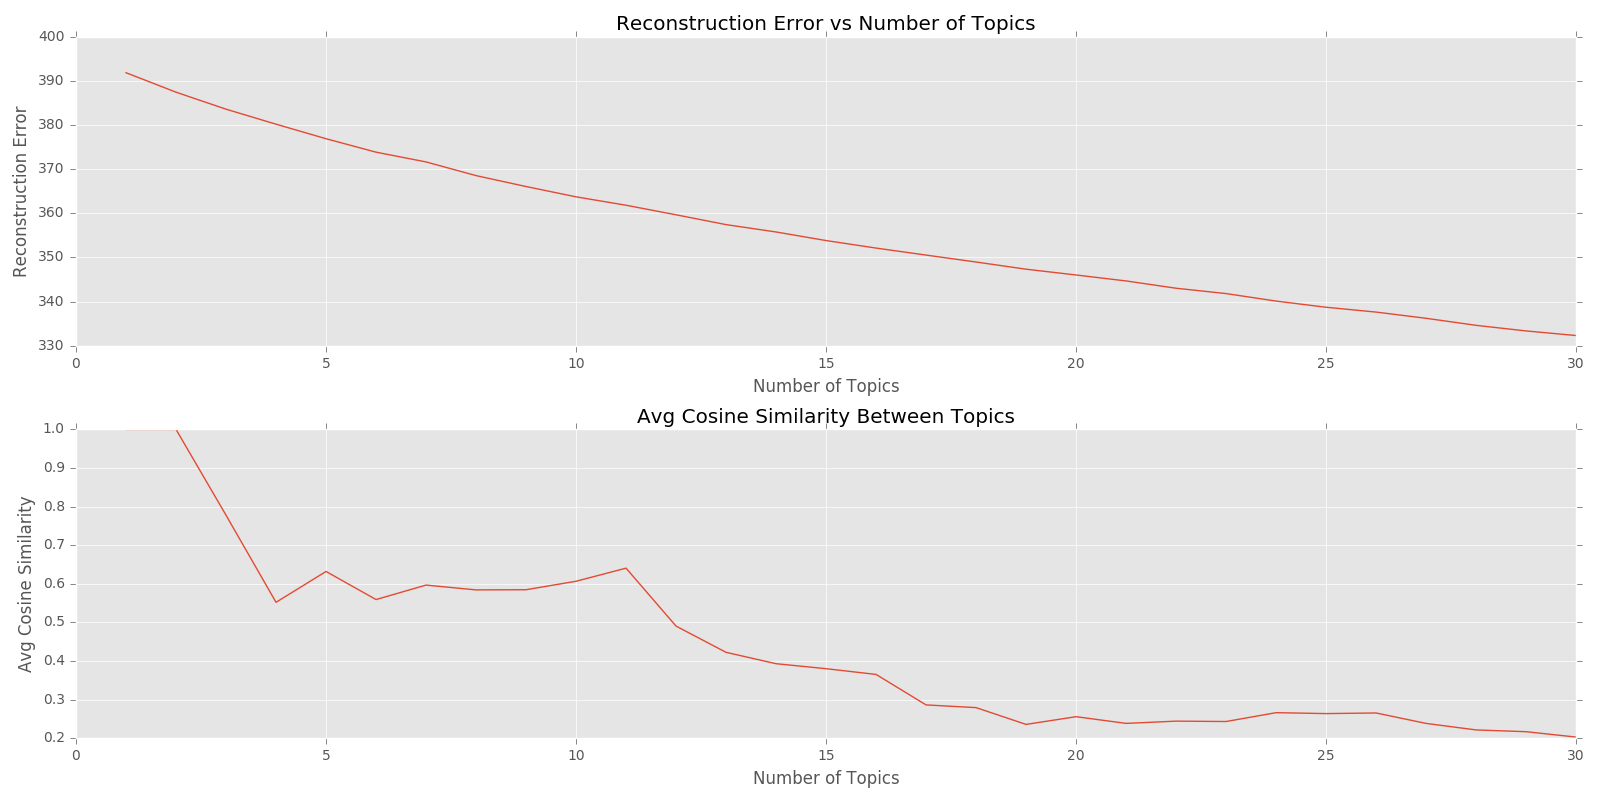 Reconstruction Error vs Number of Topics
400
390
380
370
360
350
340
330
Reconstruction Error
0 5 10 15 20 25 30
Number of Topics
Avg Cosine Similarity Between Topics
1.0
0.9
0.8
0.7
0.6
0.5
0.4
0.3
0.2
Avg Cosine Similarity
0 5 10 15 20 25 30
Number of Topics